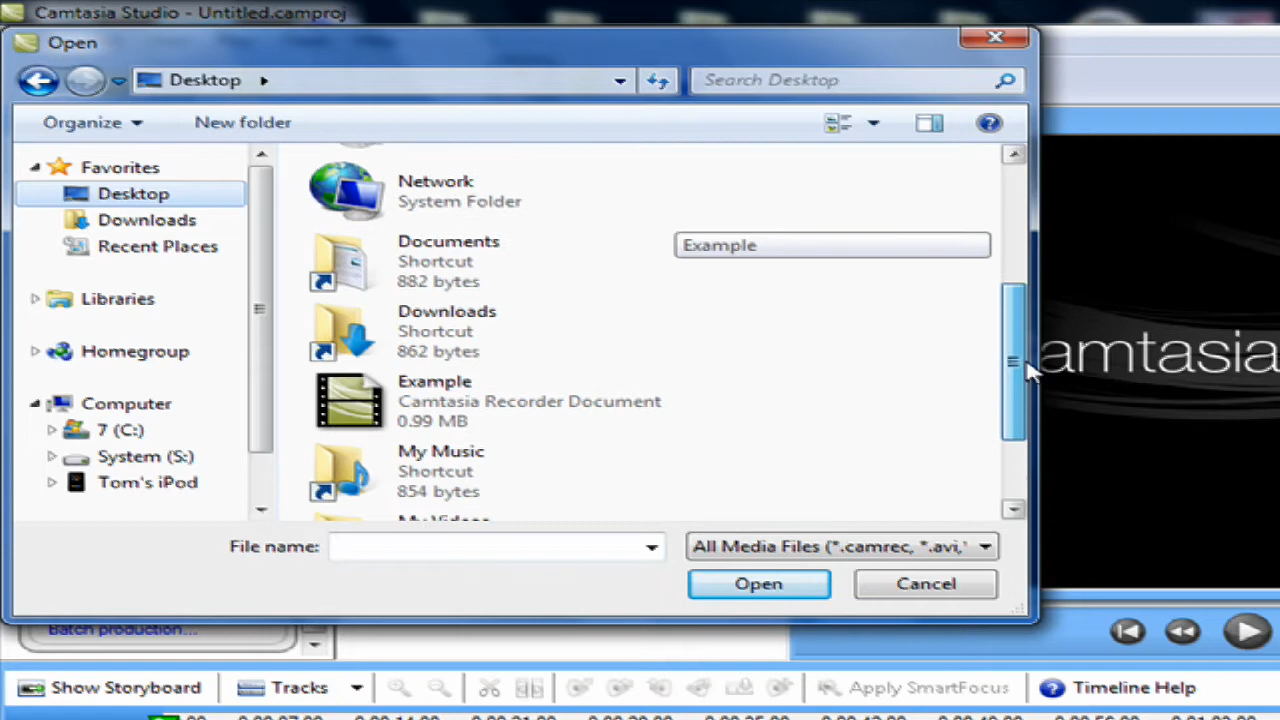 Camtasia Studio - Untitled.camproj
Open
Desktop
Search Desktop
Organize
New folder
Favorites
Desktop
Downloads
Recent Places
Libraries
Homegroup
Computer
7 (C:)
System (S:)
Tom's iPod
Network
System Folder
Documents
Shortcut
882 bytes
Example
Downloads
Shortcut
862 bytes
Example
Camtasia Recorder Document
0.99 MB
My Music
Shortcut
854 bytes
My Videos
File name:
All Media Files (*.camrec, *.avi,
Open
Cancel
amtasia
Batch production...
Show Storyboard
Tracks
Apply SmartFocus
Timeline Help